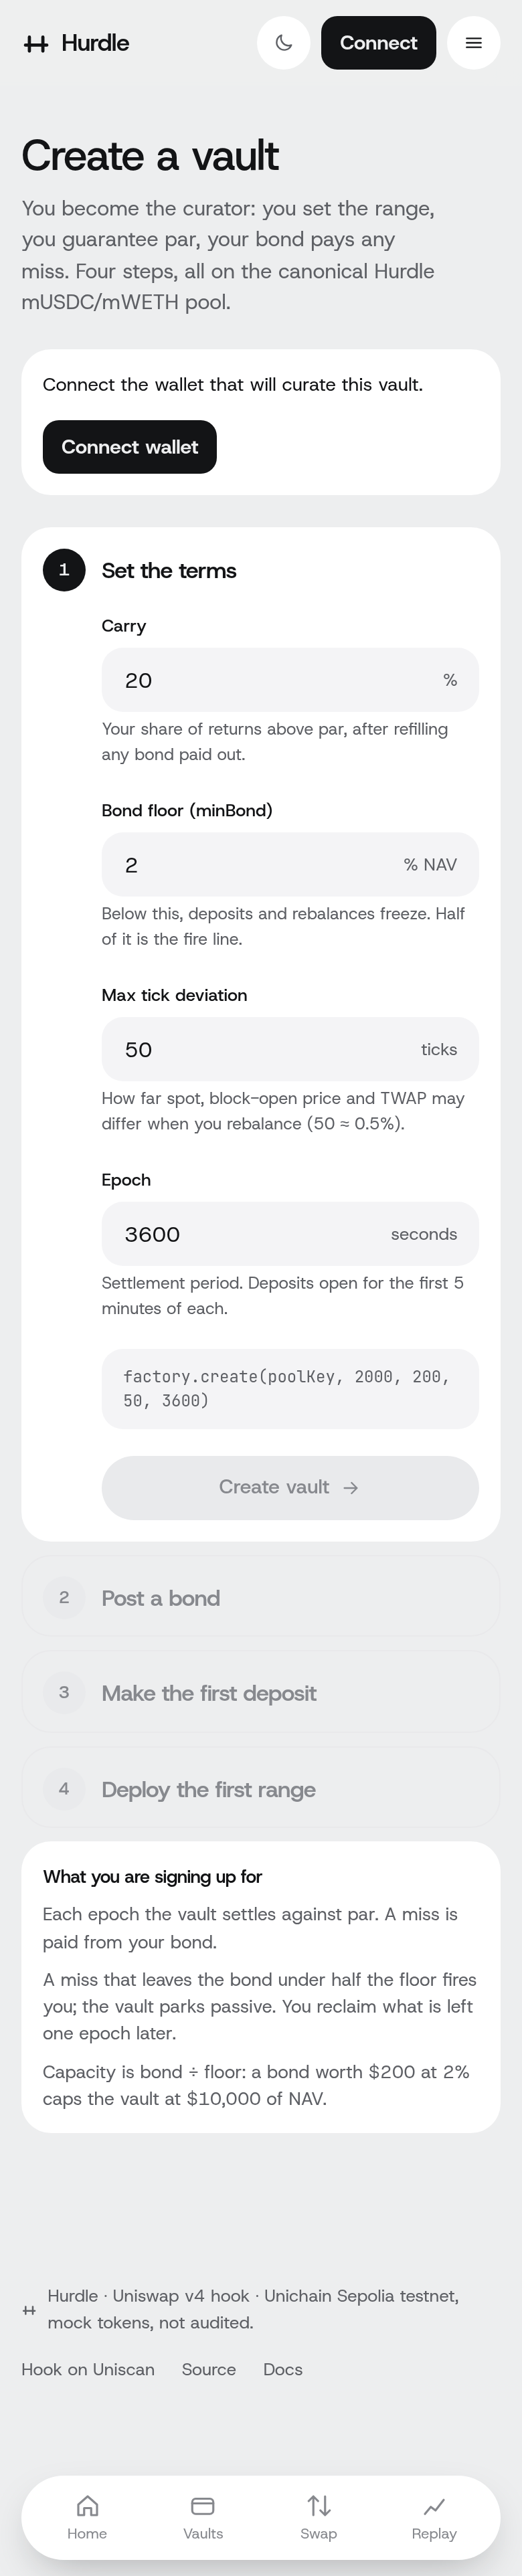 Hurdle
Connect
Create a vault
You become the curator: you set the range,
you guarantee par, your bond pays any
miss. Four steps, all on the canonical Hurdle
mUSDC/mWETH pool.
Connect the wallet that will curate this vault.
Connect wallet
1 Set the terms
Carry
20 %
Your share of returns above par, after refilling
any bond paid out.
Bond floor (minBond)
2 % NAV
Below this, deposits and rebalances freeze. Half
of it is the fire line.
Max tick deviation
50 ticks
How far spot, block-open price and TWAP may
differ when you rebalance (50 ≈ 0.5%).
Epoch
3600 seconds
Settlement period. Deposits open for the first 5
minutes of each.
factory.create(poolKey, 2000, 200,
50, 3600)
Create vault →
2 Post a bond
3 Make the first deposit
4 Deploy the first range
What you are signing up for
Each epoch the vault settles against par. A miss is
paid from your bond.
A miss that leaves the bond under half the floor fires
you; the vault parks passive. You reclaim what is left
one epoch later.
Capacity is bond ÷ floor: a bond worth $200 at 2%
caps the vault at $10,000 of NAV.
Hurdle · Uniswap v4 hook · Unichain Sepolia testnet,
mock tokens, not audited.
Hook on Uniscan Source Docs
Home Vaults Swap Replay